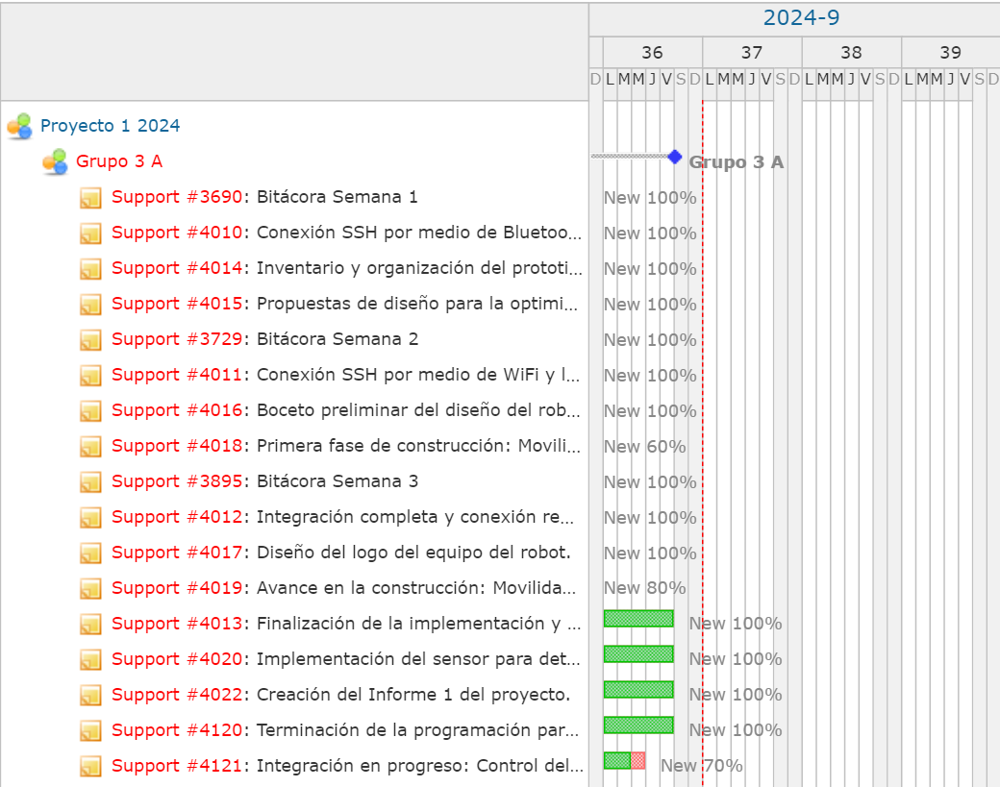 2024-9
36 37 38 39
D L M M J V S D L M M J V S D L M M J V S D L M M J V S D
Proyecto 1 2024
Grupo 3 A Grupo 3 A
Support #3690: Bitácora Semana 1 New 100%
Support #4010: Conexión SSH por medio de Bluetoo... New 100%
Support #4014: Inventario y organización del prototi... New 100%
Support #4015: Propuestas de diseño para la optimi... New 100%
Support #3729: Bitácora Semana 2 New 100%
Support #4011: Conexión SSH por medio de WiFi y l... New 100%
Support #4016: Boceto preliminar del diseño del rob... New 100%
Support #4018: Primera fase de construcción: Movili... New 60%
Support #3895: Bitácora Semana 3 New 100%
Support #4012: Integración completa y conexión re... New 100%
Support #4017: Diseño del logo del equipo del robot. New 100%
Support #4019: Avance en la construcción: Movilida... New 80%
Support #4013: Finalización de la implementación y ... New 100%
Support #4020: Implementación del sensor para det... New 100%
Support #4022: Creación del Informe 1 del proyecto. New 100%
Support #4120: Terminación de la programación par... New 100%
Support #4121: Integración en progreso: Control del... New 70%